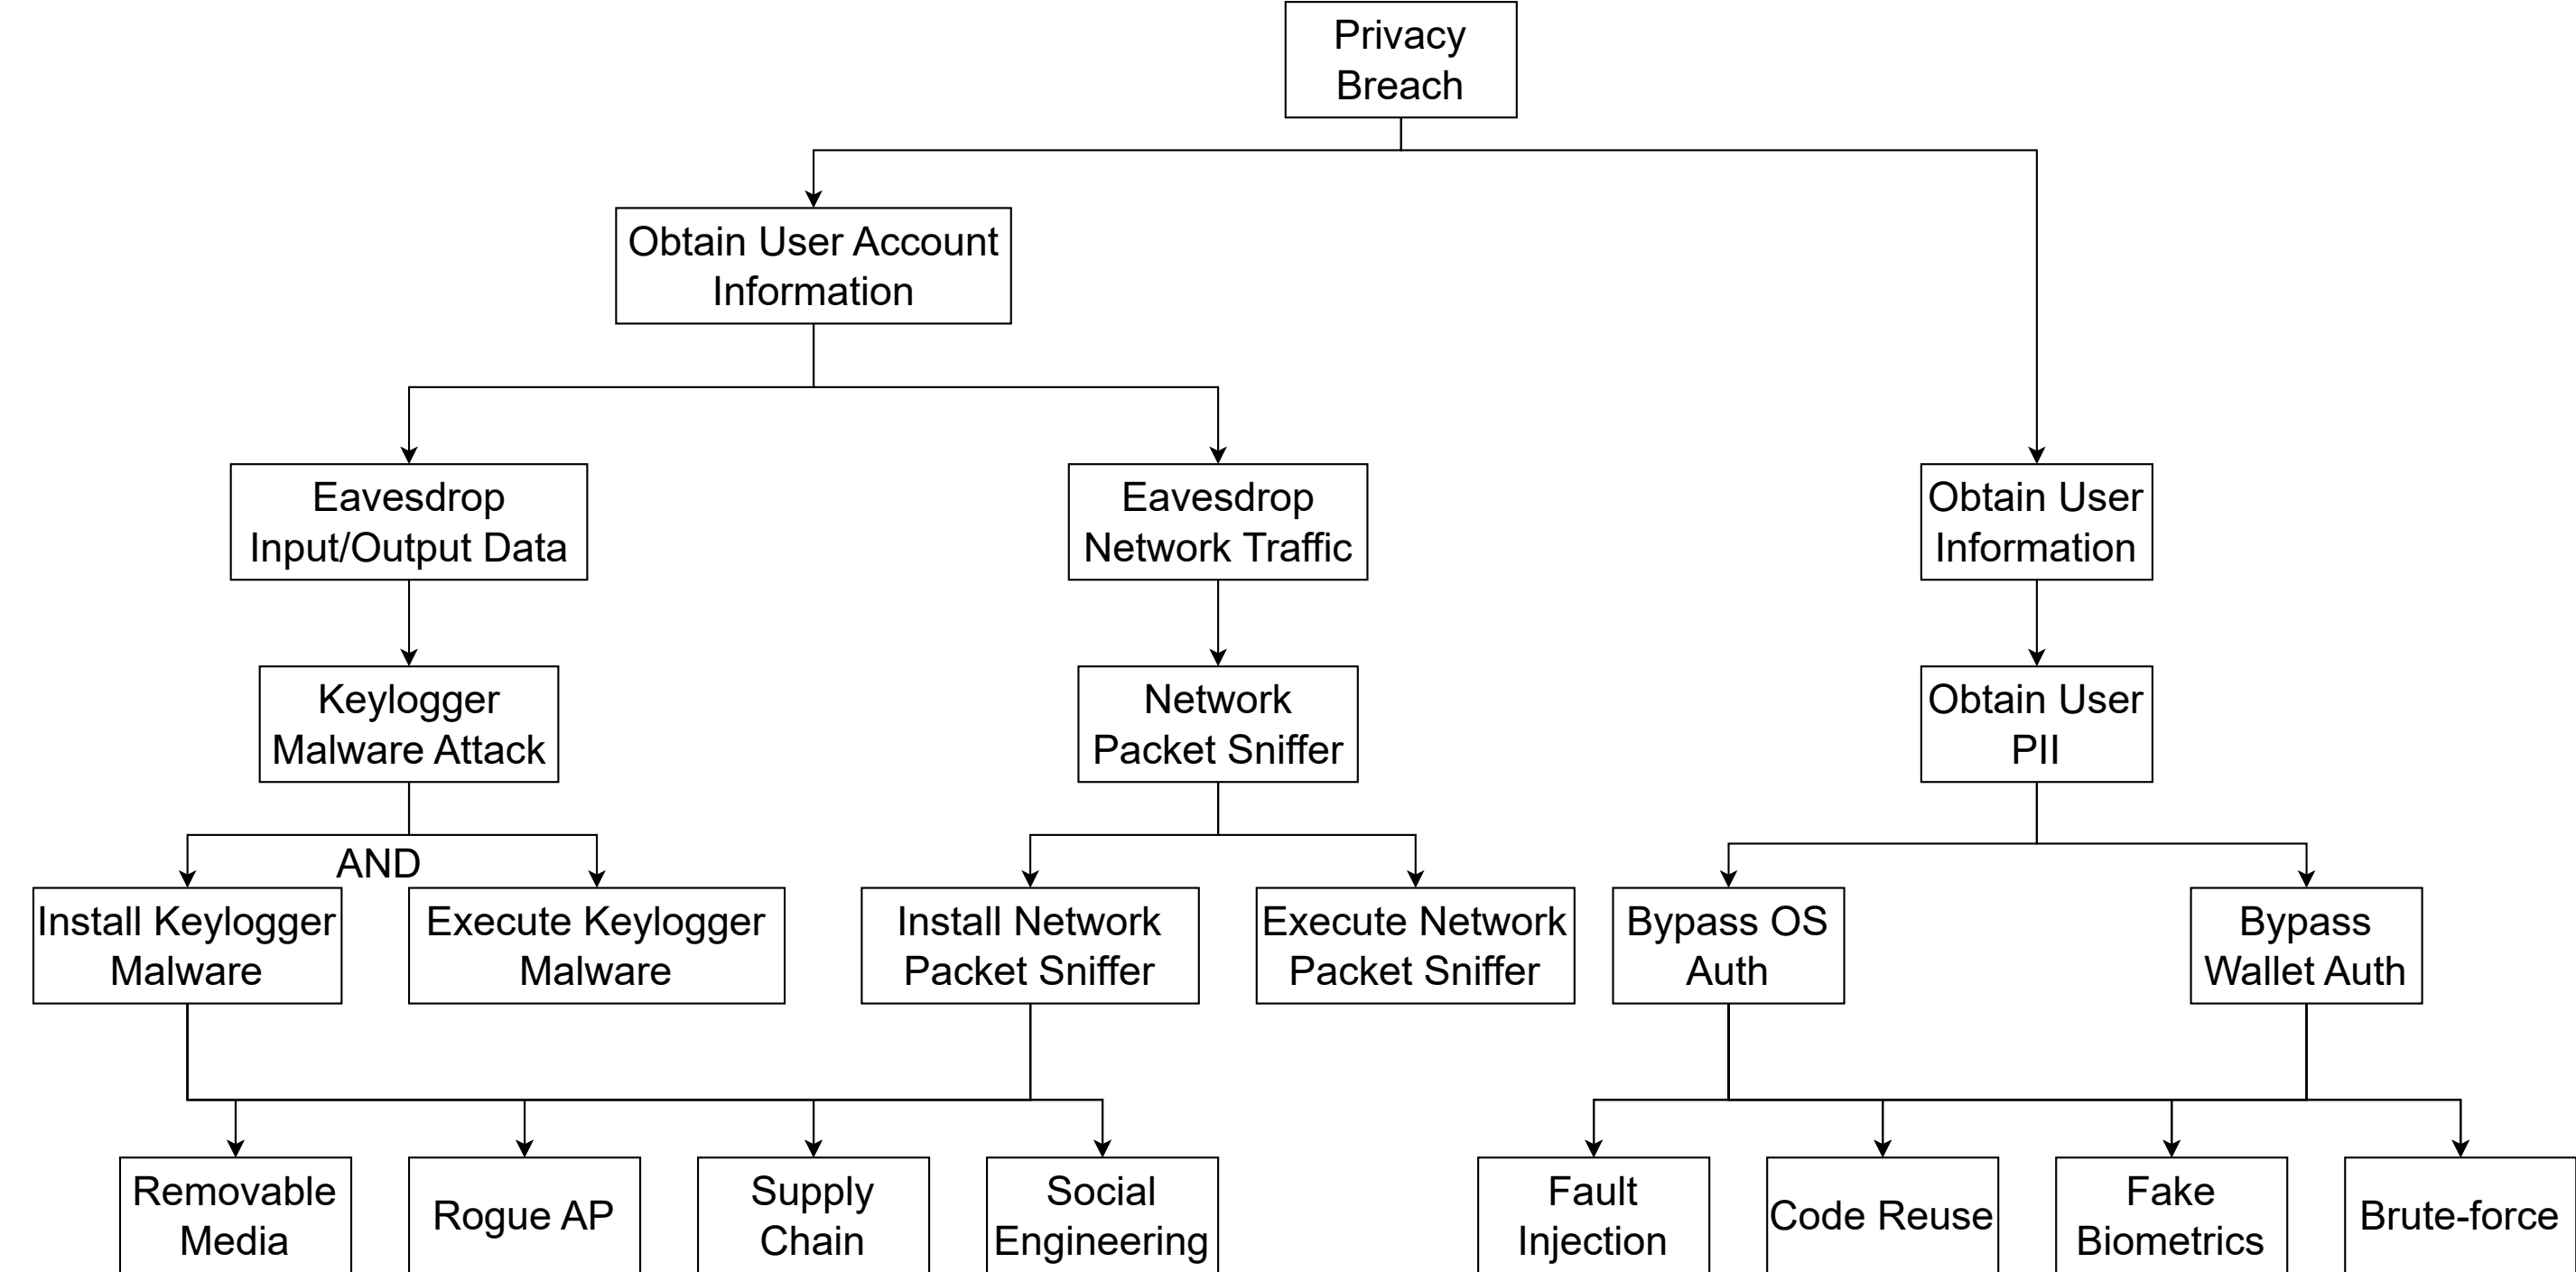 Privacy
Breach
Obtain User Account
Information
Eavesdrop
Input/Output Data
Eavesdrop
Network Traffic
Obtain User
Information
Keylogger
Malware Attack
Network
Packet Sniffer
Obtain User
PII
AND
Install Keylogger
Malware
Execute Keylogger
Malware
Install Network
Packet Sniffer
Execute Network
Packet Sniffer
Bypass OS
Auth
Bypass
Wallet Auth
Removable
Media
Rogue AP
Supply
Chain
Social
Engineering
Fault
Injection
Code Reuse
Fake
Biometrics
Brute-force